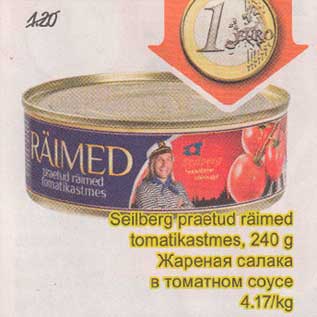 1.20
1 EURO
RÄIMED
praetud räimed
tomatikastmes
Seilberg
Seilberg praetud räimed
tomatikastmes, 240 g
Жареная салака
в томатном соусе
4.17/kg